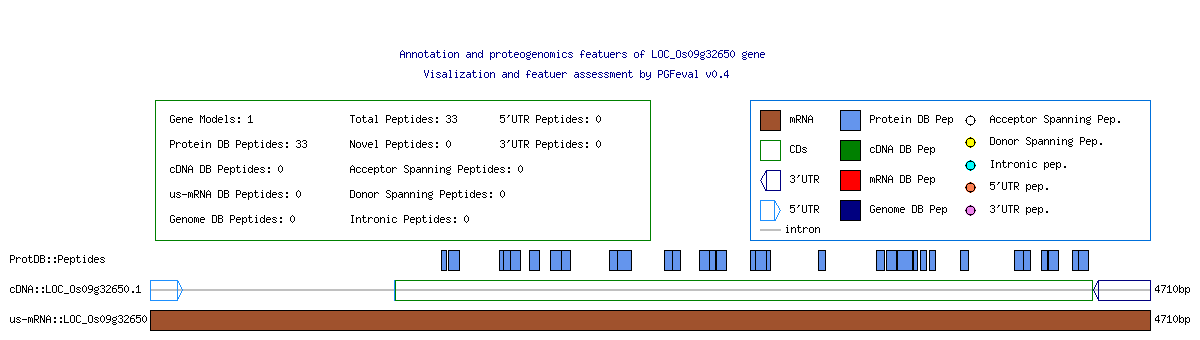 Annotation and proteogenomics featuers of LOC_Os09g32650 gene
Visalization and featuer assessment by PGFeval v0.4
Gene Models: 1 Total Peptides: 33 5'UTR Peptides: 0
Protein DB Peptides: 33 Novel Peptides: 0 3'UTR Peptides: 0
cDNA DB Peptides: 0 Acceptor Spanning Peptides: 0
us-mRNA DB Peptides: 0 Donor Spanning Peptides: 0
Genome DB Peptides: 0 Intronic Peptides: 0
mRNA Protein DB Pep Acceptor Spanning Pep.
CDs cDNA DB Pep Donor Spanning Pep.
3'UTR mRNA DB Pep Intronic pep.
5'UTR Genome DB Pep 5'UTR pep.
intron 3'UTR pep.
ProtDB::Peptides
cDNA::LOC_Os09g32650.1 4710bp
us-mRNA::LOC_Os09g32650 4710bp